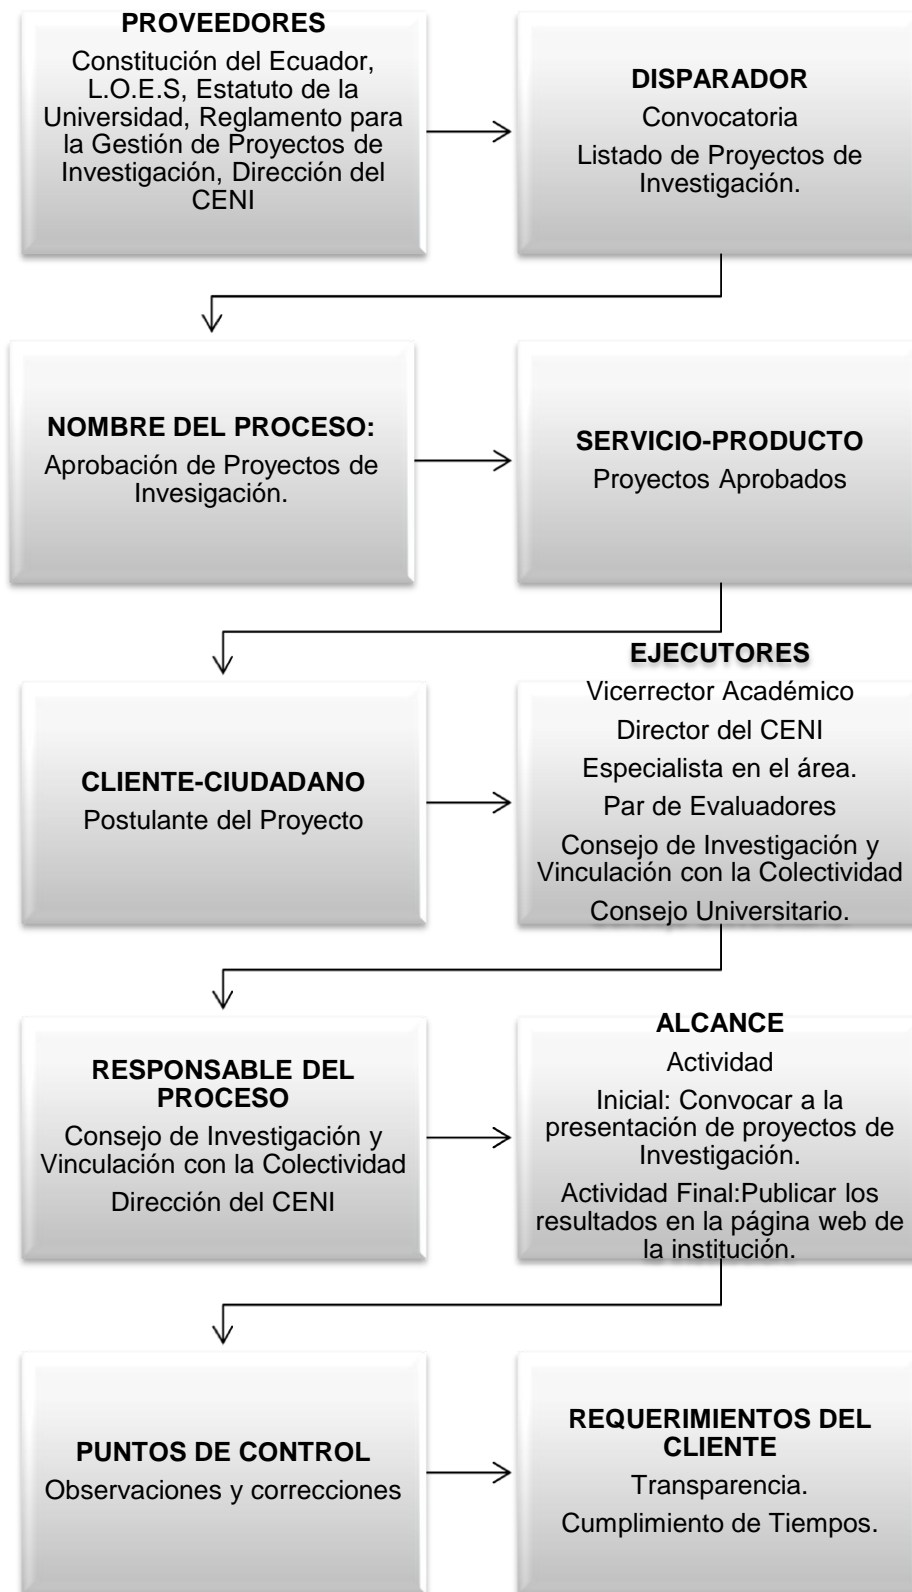 PROVEEDORES
Constitución del Ecuador,
L.O.E.S, Estatuto de la
Universidad, Reglamento para
la Gestión de Proyectos de
Investigación, Dirección del
CENI
DISPARADOR
Convocatoria
Listado de Proyectos de
Investigación.
NOMBRE DEL PROCESO:
Aprobación de Proyectos de
Invesigación.
SERVICIO-PRODUCTO
Proyectos Aprobados
CLIENTE-CIUDADANO
Postulante del Proyecto
EJECUTORES
Vicerrector Académico
Director del CENI
Especialista en el área.
Par de Evaluadores
Consejo de Investigación y
Vinculación con la Colectividad
Consejo Universitario.
RESPONSABLE DEL
PROCESO
Consejo de Investigación y
Vinculación con la Colectividad
Dirección del CENI
ALCANCE
Actividad
Inicial: Convocar a la
presentación de proyectos de
Investigación.
Actividad Final:Publicar los
resultados en la página web de
la institución.
PUNTOS DE CONTROL
Observaciones y correcciones
REQUERIMIENTOS DEL
CLIENTE
Transparencia.
Cumplimiento de Tiempos.